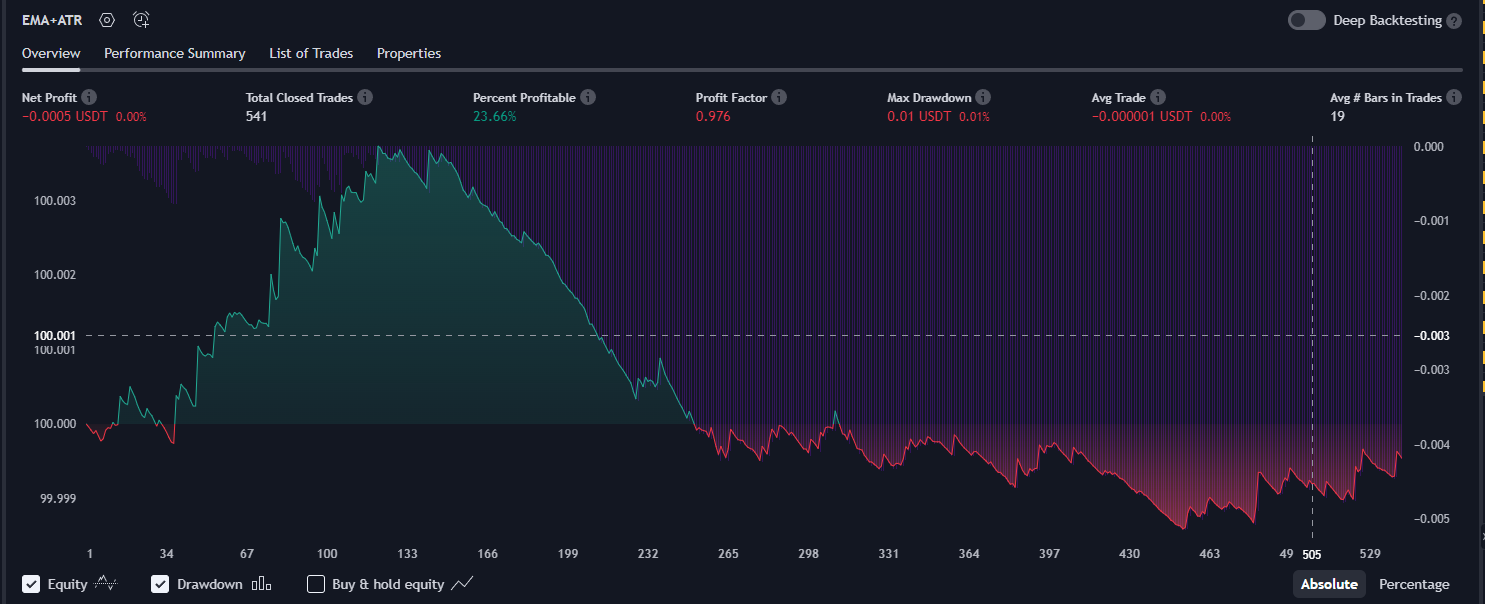 EMA+ATR
Deep Backtesting ?
Overview Performance Summary List of Trades Properties
Net Profit Total Closed Trades Percent Profitable Profit Factor Max Drawdown Avg Trade Avg # Bars in Trades
−0.0005 USDT 0.00% 541 23.66% 0.976 0.01 USDT 0.01% −0.000001 USDT 0.00% 19
0.000
100.003
−0.001
100.002
−0.002
100.001 −0.003
100.001
−0.003
100.000
−0.004
99.999
−0.005
1 34 67 100 133 166 199 232 265 298 331 364 397 430 463 49 505 529
Equity Drawdown Buy & hold equity Absolute Percentage